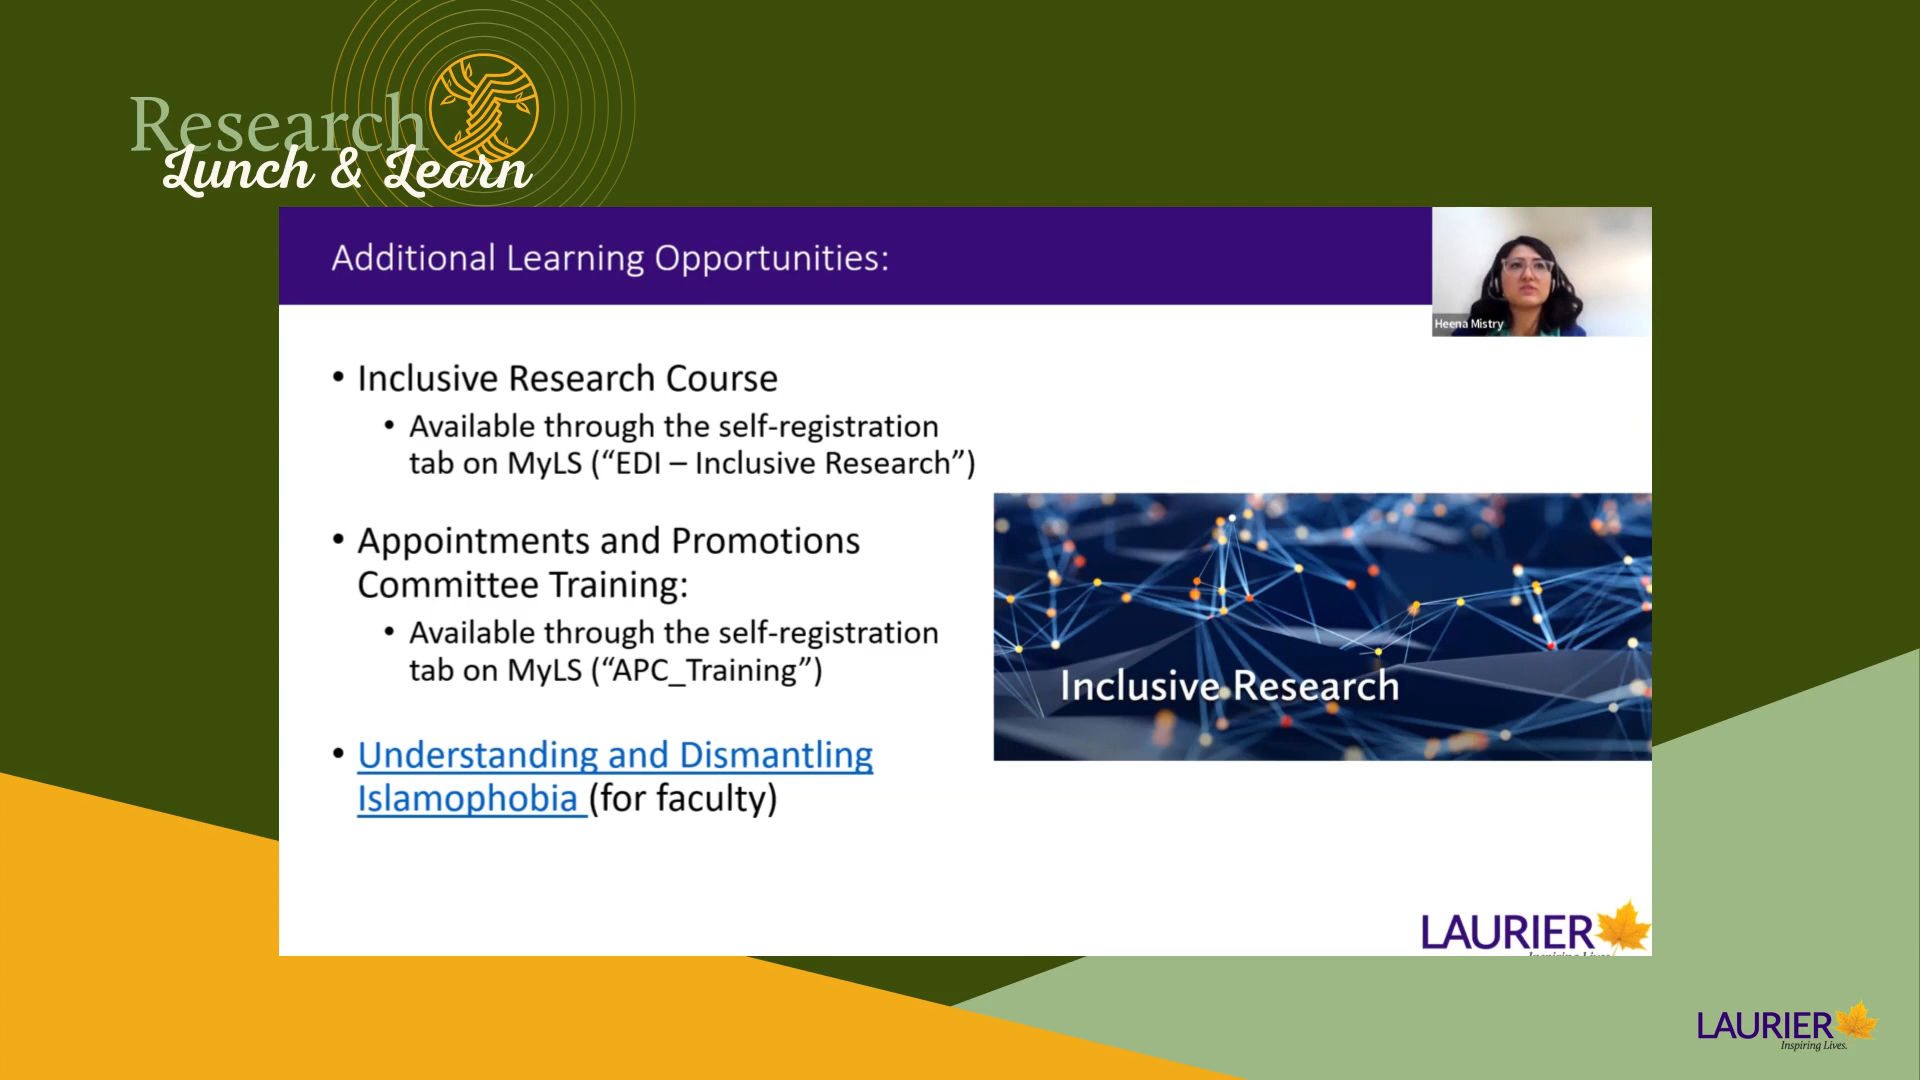 Research
Lunch & Learn
Additional Learning Opportunities:
Heena Mistry
• Inclusive Research Course
• Available through the self-registration
tab on MyLS (“EDI – Inclusive Research”)
• Appointments and Promotions
Committee Training:
• Available through the self-registration
tab on MyLS (“APC_Training”)
• Understanding and Dismantling
Islamophobia (for faculty)
Inclusive Research
LAURIER
Inspiring Lives.
LAURIER
Inspiring Lives.